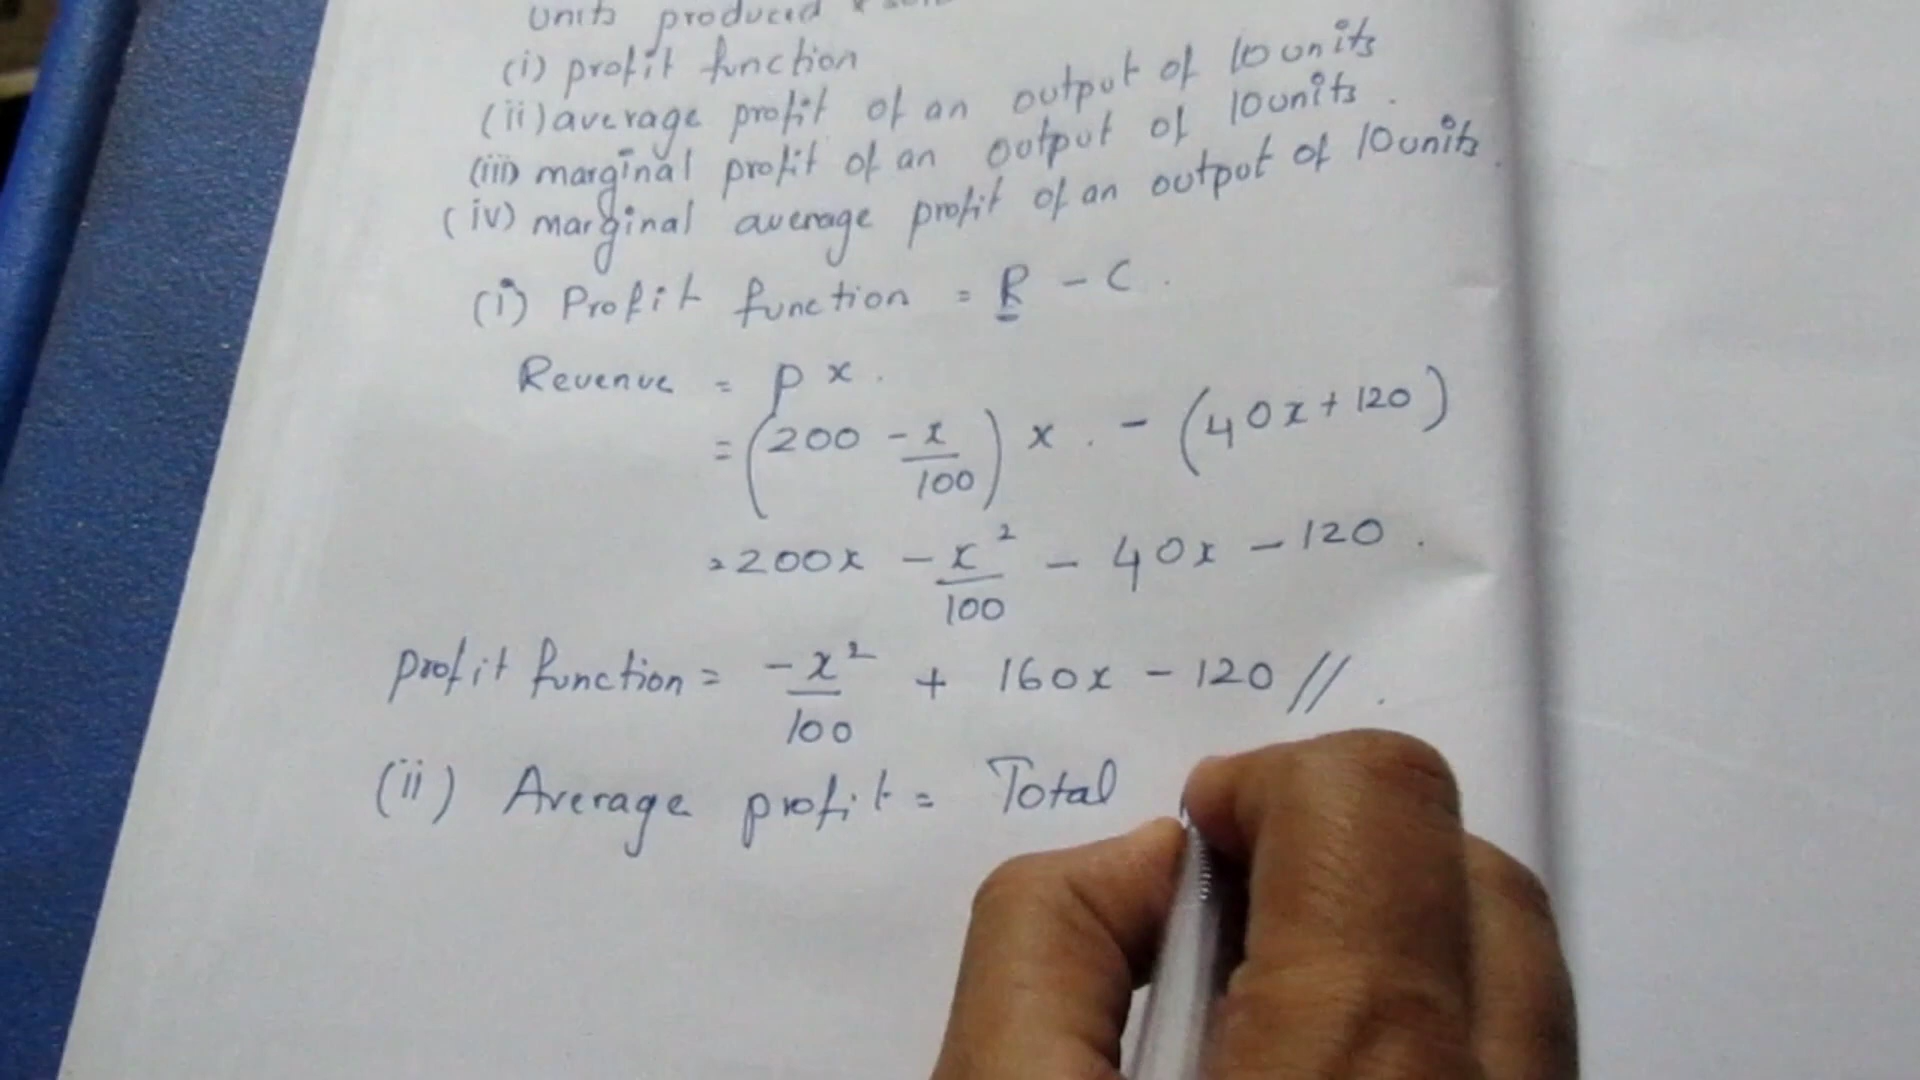 units produced
(i) profit function
(ii) average profit of an output of 10 units
(iii) marginal profit of an output of 10 units.
(iv) marginal average profit of an output of 10 units.
(i) Profit function = R - C.
Revenue = px.
= (200 - x/100) x. - (40x + 120)
= 200x - x²/100 - 40x - 120.
profit function = -x²/100 + 160x - 120 //.
(ii) Average profit = Total